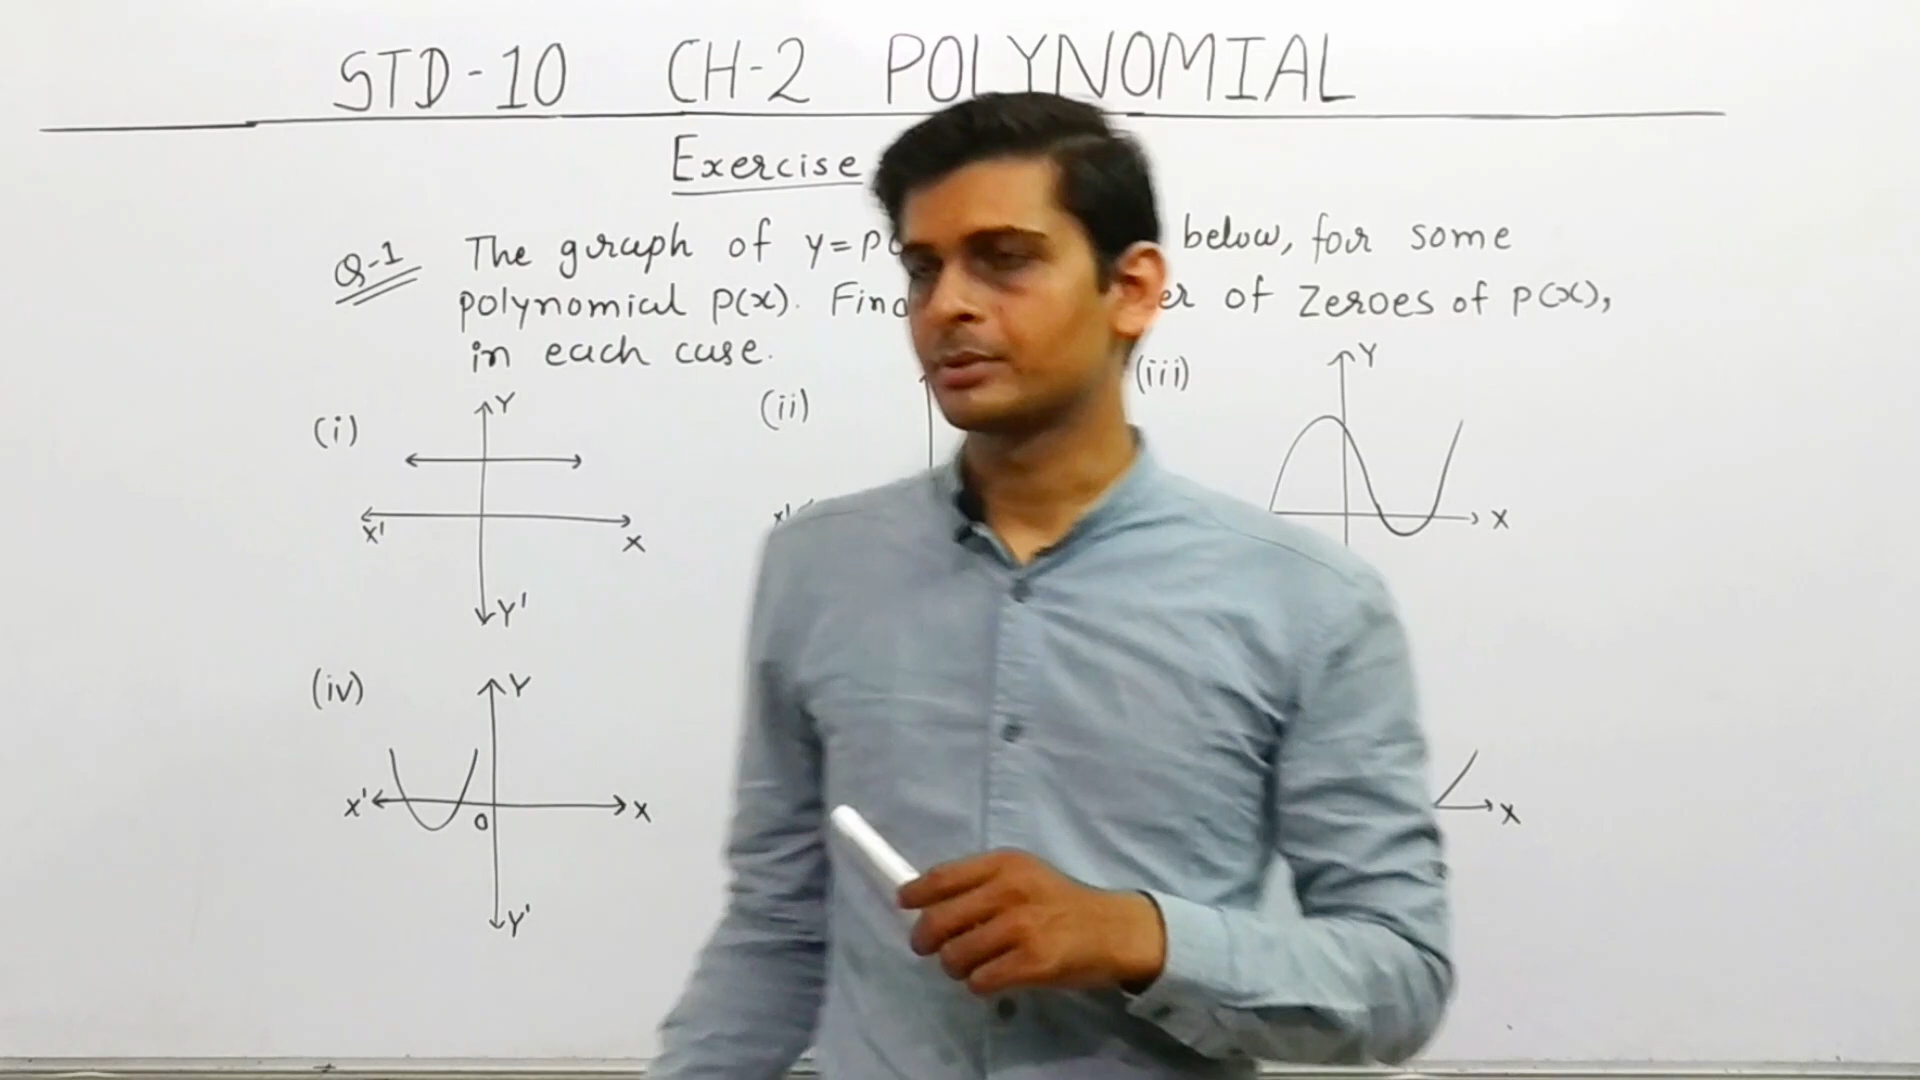 STD-10 CH-2 POLYNOMIAL
Exercise
Q-1 The graph of y=p below, for some
polynomial p(x). Find of zeroes of p(x),
in each case.
(i) Y X' X Y'
(ii) X'
(iii) Y X
(iv) Y X' O X Y'
X